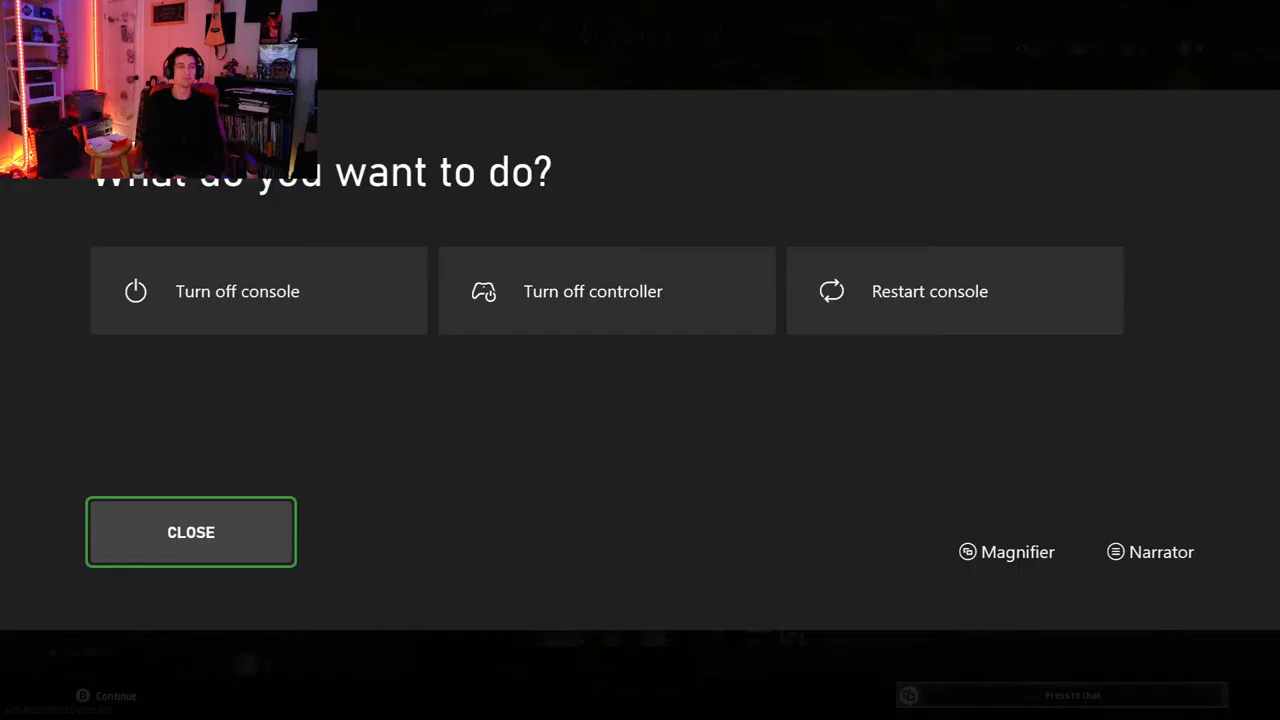 What do you want to do?
Turn off console
Turn off controller
Restart console
CLOSE
Magnifier
Narrator
Continue
Press to chat